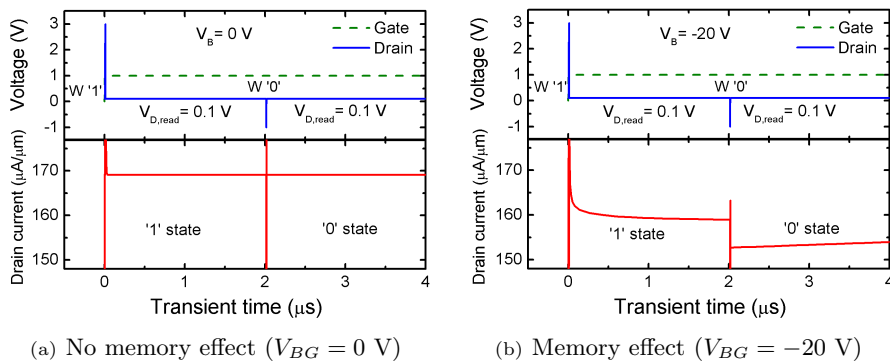 Voltage (V)
3
2
1
0
-1
V_B= 0 V
Gate
Drain
W '1'
W '0'
V_D,read= 0.1 V
V_D,read= 0.1 V
Drain current (μA/μm)
170
160
150
'1' state
'0' state
0
1
2
3
4
Transient time (μs)
(a) No memory effect (V_BG = 0 V)
Voltage (V)
3
2
1
0
-1
V_B= -20 V
Gate
Drain
W '1'
W '0'
V_D,read= 0.1 V
V_D,read= 0.1 V
Drain current (μA/μm)
170
160
150
'1' state
'0' state
0
1
2
3
4
Transient time (μs)
(b) Memory effect (V_BG = −20 V)